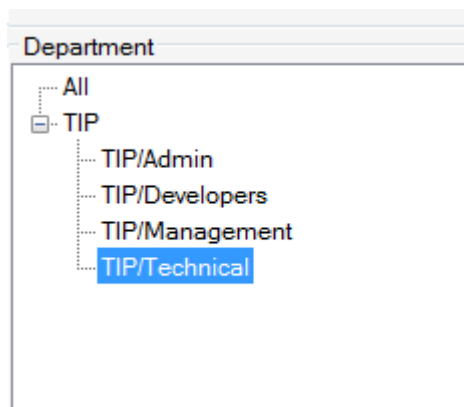 Department
All
TIP
TIP/Admin
TIP/Developers
TIP/Management
TIP/Technical